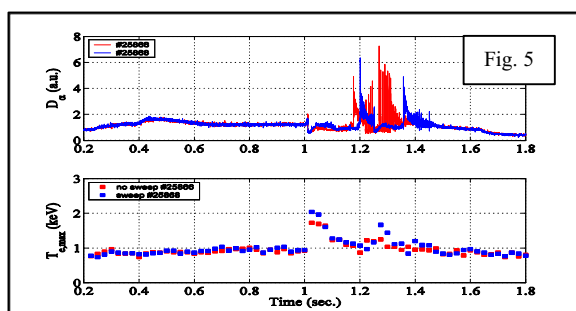 8
#25866
#25868
Fig. 5
6
4
2
0
D_α (a.u.)
0.2 0.4 0.6 0.8 1 1.2 1.4 1.6 1.8
3
no sweep #25866
sweep #25868
2
1
0
T_e,max (keV)
0.2 0.4 0.6 0.8 1 1.2 1.4 1.6 1.8
Time (sec.)